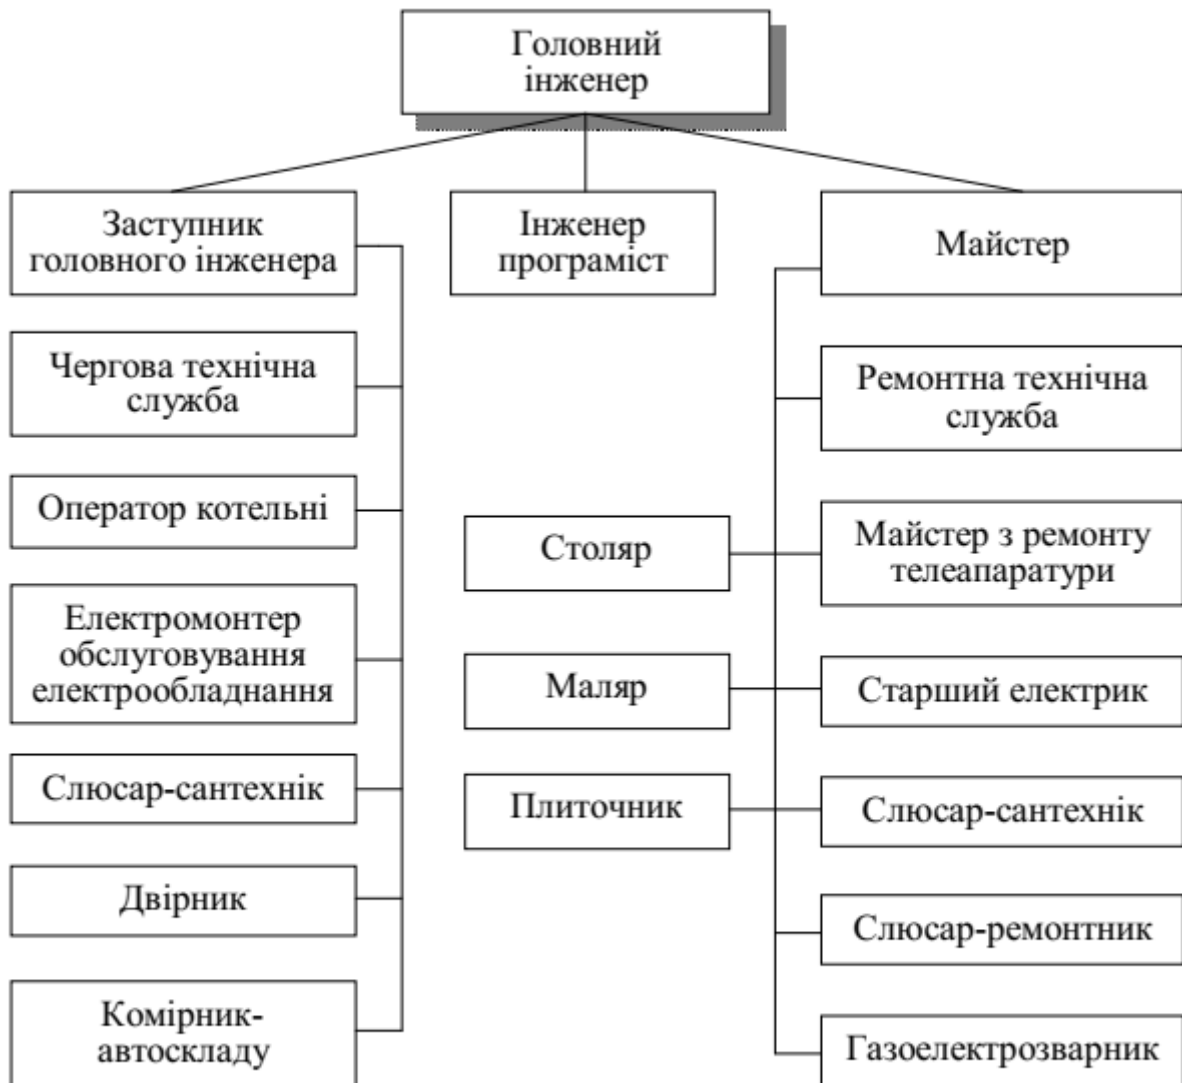 Головний
інженер
Заступник
головного інженера
Інженер
програміст
Майстер
Чергова технічна
служба
Ремонтна технічна
служба
Оператор котельні
Столяр
Майстер з ремонту
телеапаратури
Електромонтер
обслуговування
електрообладнання
Маляр
Старший електрик
Слюсар-сантехнік
Плиточник
Слюсар-сантехнік
Двірник
Слюсар-ремонтник
Комірник-
автоскладу
Газоелектрозварник